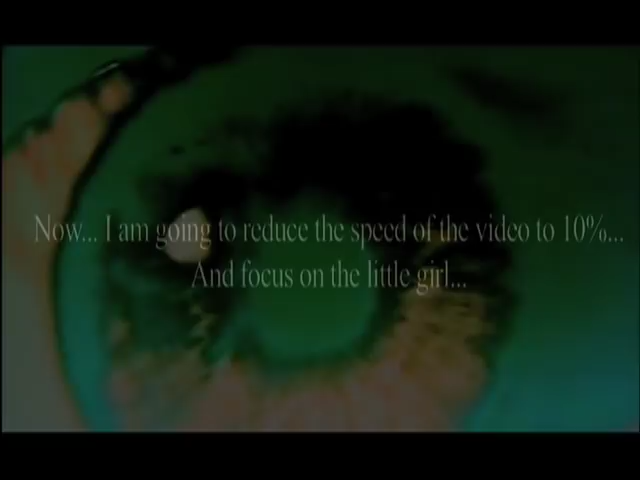 Now... I am going to reduce the speed of the video to 10%...
And focus on the little girl...